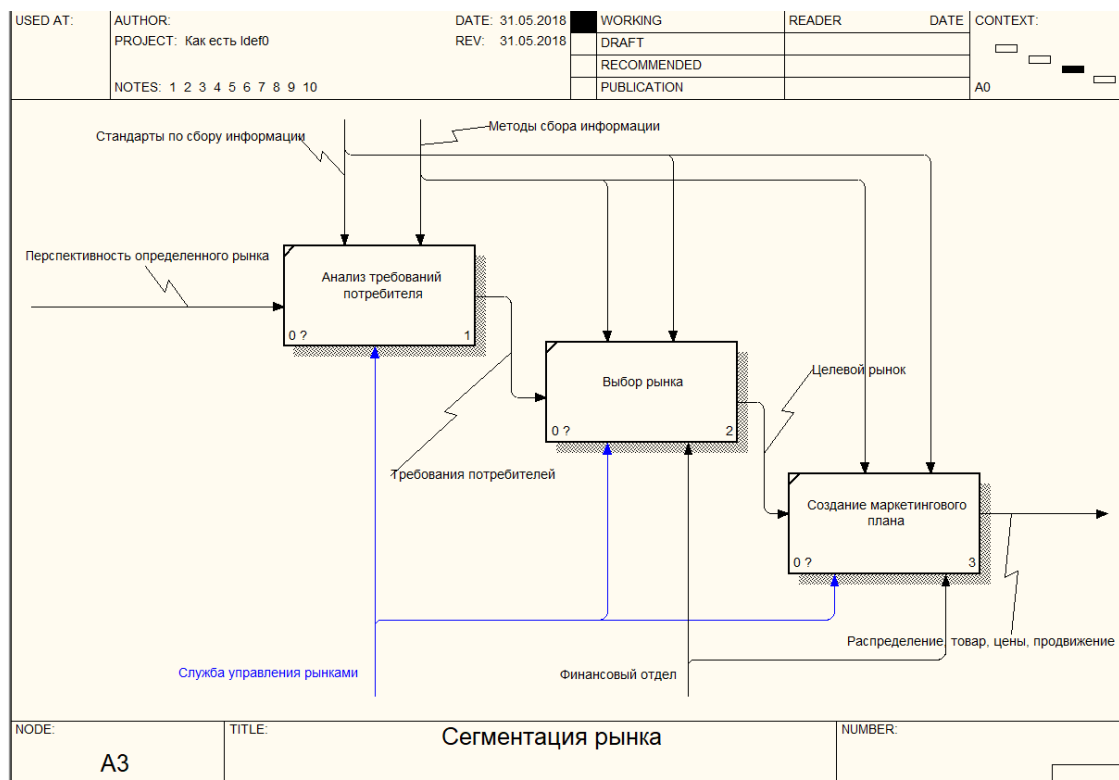 USED AT:
AUTHOR:
DATE: 31.05.2018
WORKING
READER
DATE
CONTEXT:
PROJECT: Как есть Idef0
REV: 31.05.2018
DRAFT
RECOMMENDED
NOTES: 1 2 3 4 5 6 7 8 9 10
PUBLICATION
A0
Методы сбора информации
Стандарты по сбору информации
Перспективность определенного рынка
Анализ требований
потребителя
0 ?
1
Выбор рынка
0 ?
2
Целевой рынок
Требования потребителей
Создание маркетингового
плана
0 ?
3
Распределение, товар, цены, продвижение
Служба управления рынками
Финансовый отдел
NODE:
TITLE:
Сегментация рынка
NUMBER:
A3